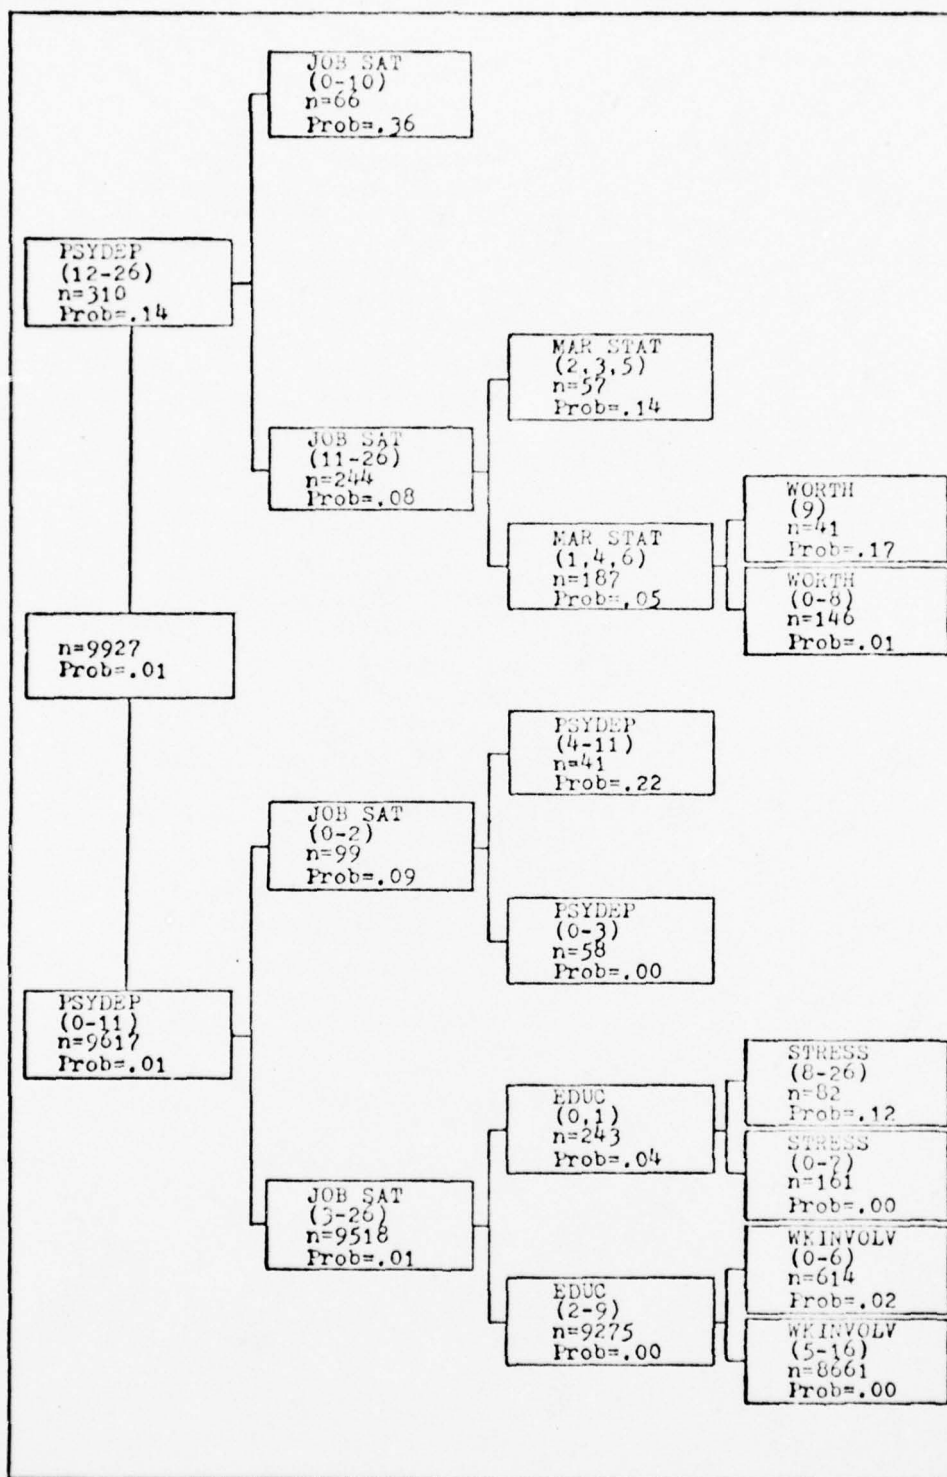 JOB SAT
(0-10)
n=66
Prob=.36
PSYDEP
(12-26)
n=310
Prob=.14
MAR STAT
(2,3,5)
n=57
Prob=.14
JOB SAT
(11-26)
n=244
Prob=.08
WORTH
(9)
n=41
Prob=.17
MAR STAT
(1,4,6)
n=187
Prob=.05
WORTH
(0-8)
n=146
Prob=.01
n=9927
Prob=.01
PSYDEP
(4-11)
n=41
Prob=.22
JOB SAT
(0-2)
n=99
Prob=.09
PSYDEP
(0-3)
n=58
Prob=.00
PSYDEP
(0-11)
n=9617
Prob=.01
STRESS
(8-26)
n=82
Prob=.12
EDUC
(0,1)
n=243
Prob=.04
STRESS
(0-7)
n=161
Prob=.00
JOB SAT
(3-26)
n=9518
Prob=.01
WKINVOLV
(0-6)
n=614
Prob=.02
EDUC
(2-9)
n=9275
Prob=.00
WKINVOLV
(5-16)
n=8661
Prob=.00